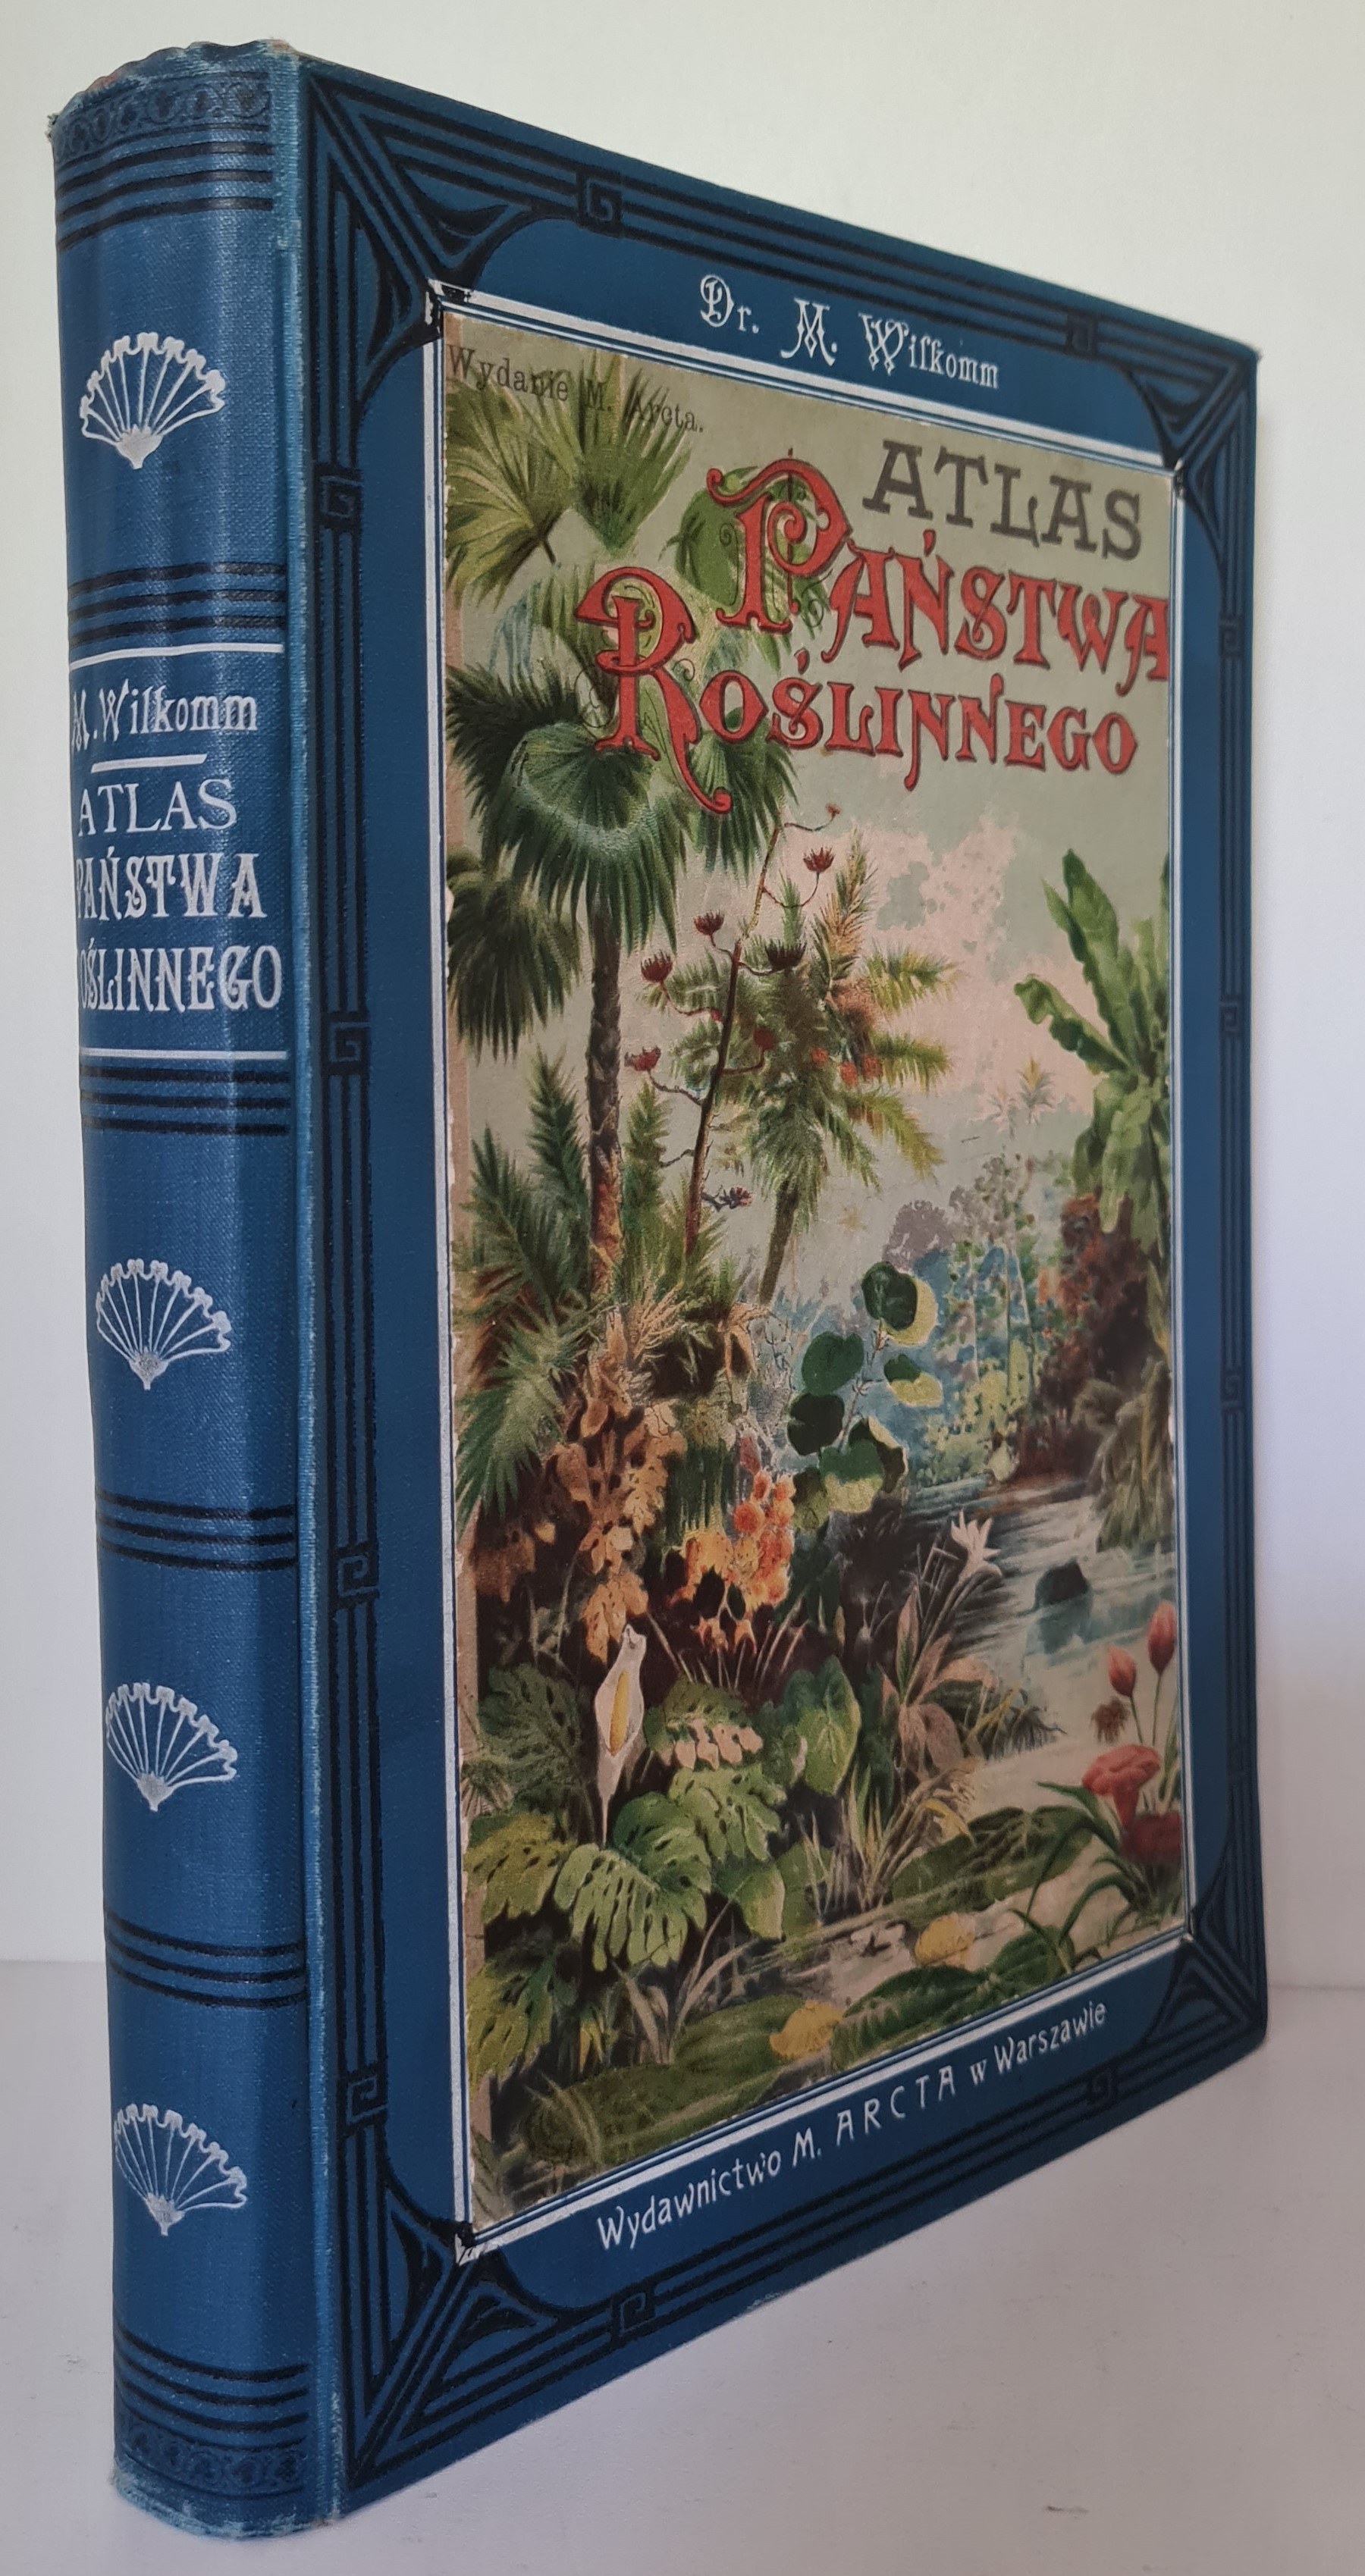 M. Wilkomm
ATLAS
PAŃSTWA
ROŚLINNEGO
Dr. M. Wilkomm
Wydanie M. Arcta.
ATLAS
PAŃSTWA
ROŚLINNEGO
Wydawnictwo M. ARCTA w Warszawie